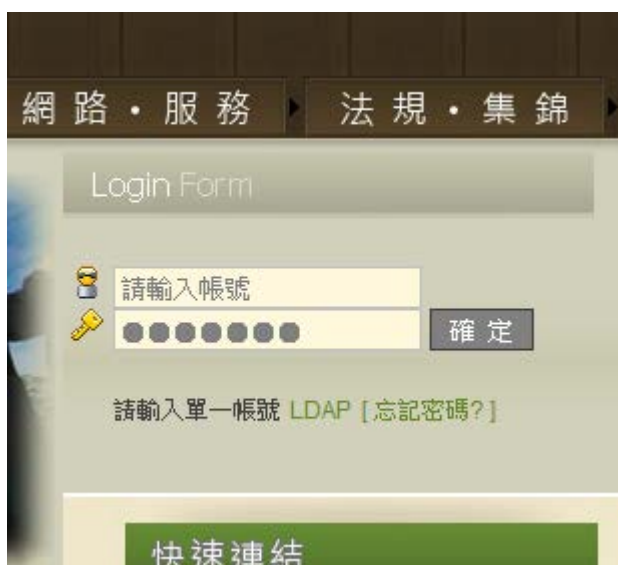 網路·服務 法規·集錦
Login Form
請輸入帳號
●●●●●●●
確定
請輸入單一帳號 LDAP [忘記密碼?]
快速連結